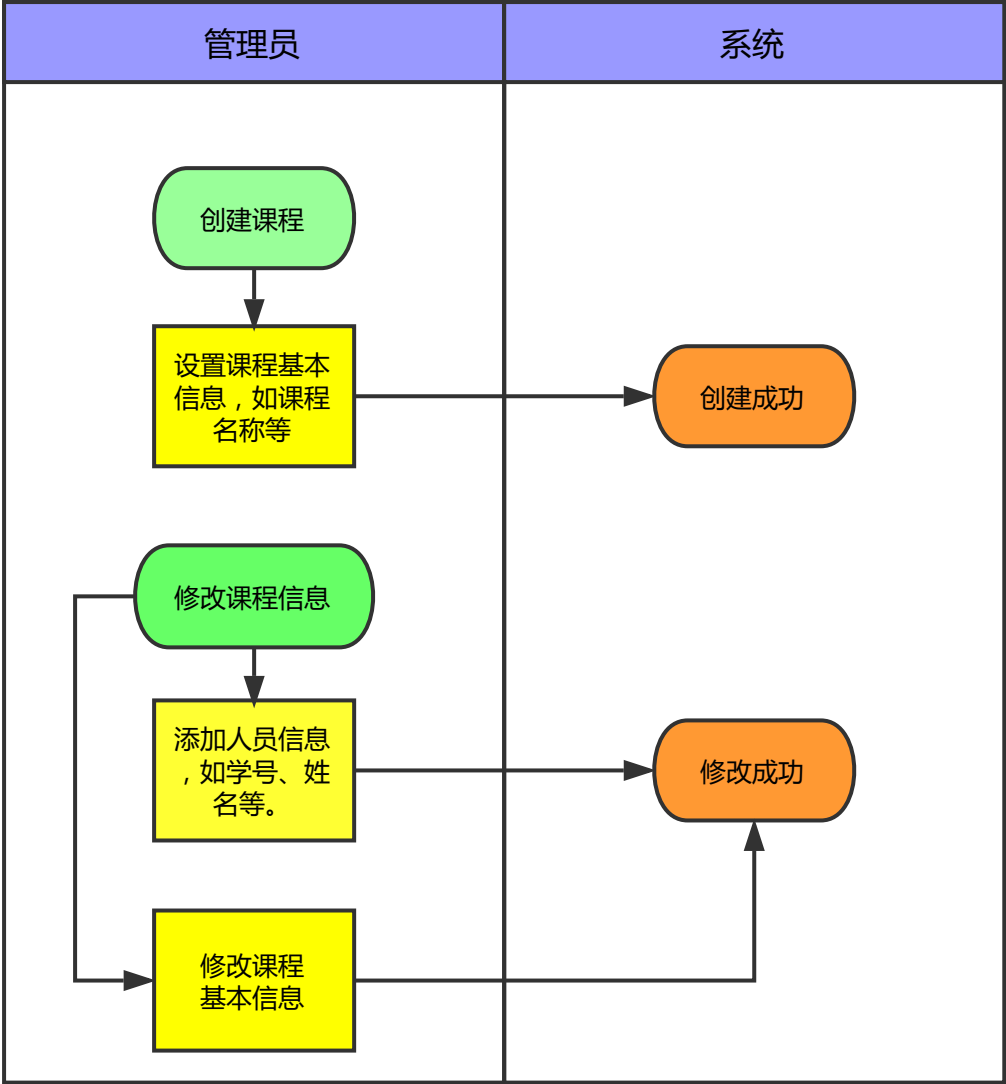 管理员
系统
创建课程
设置课程基本
信息，如课程
名称等
创建成功
修改课程信息
添加人员信息
，如学号、姓
名等。
修改成功
修改课程
基本信息